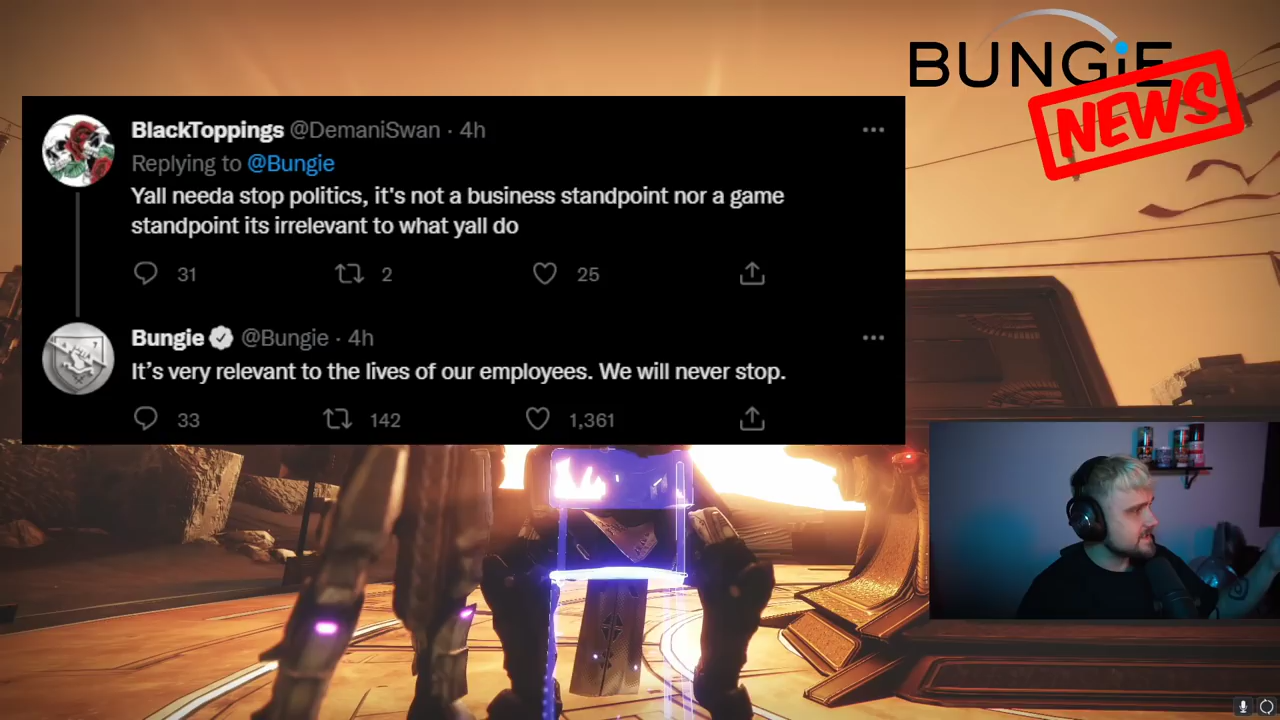 BUNGiE
NEWS
BlackToppings @DemaniSwan · 4h
Replying to @Bungie
Yall needa stop politics, it's not a business standpoint nor a game
standpoint its irrelevant to what yall do
31 2 25
Bungie @Bungie · 4h
It's very relevant to the lives of our employees. We will never stop.
33 142 1,361